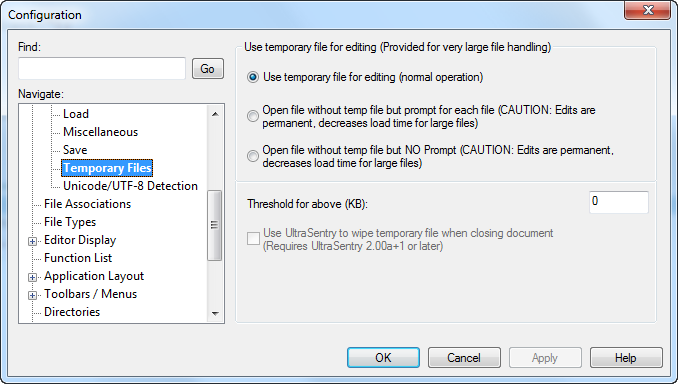 Configuration
Find:
Go
Navigate:
Load
Miscellaneous
Save
Temporary Files
Unicode/UTF-8 Detection
File Associations
File Types
Editor Display
Function List
Application Layout
Toolbars / Menus
Directories
Use temporary file for editing (Provided for very large file handling)
Use temporary file for editing (normal operation)
Open file without temp file but prompt for each file (CAUTION: Edits are
permanent, decreases load time for large files)
Open file without temp file but NO Prompt (CAUTION: Edits are permanent,
decreases load time for large files)
Threshold for above (KB):
0
Use UltraSentry to wipe temporary file when closing document
(Requires UltraSentry 2.00a+1 or later)
OK
Cancel
Apply
Help